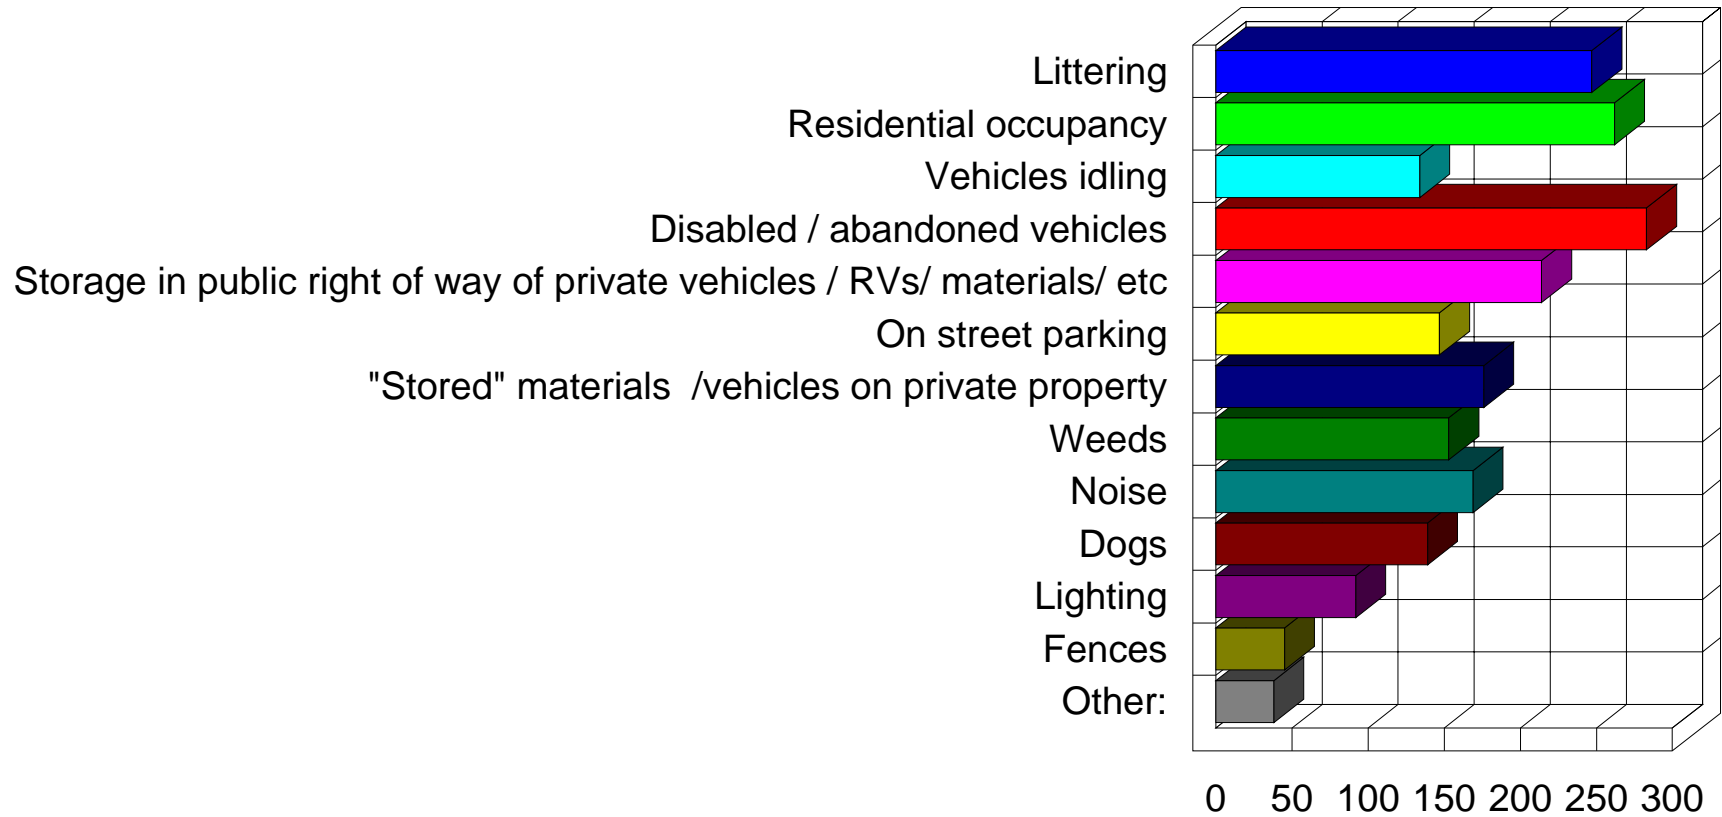 Littering
Residential occupancy
Vehicles idling
Disabled / abandoned vehicles
Storage in public right of way of private vehicles / RVs/ materials/ etc
On street parking
"Stored" materials  /vehicles on private property
Weeds
Noise
Dogs
Lighting
Fences
Other:
0 50 100 150 200 250 300